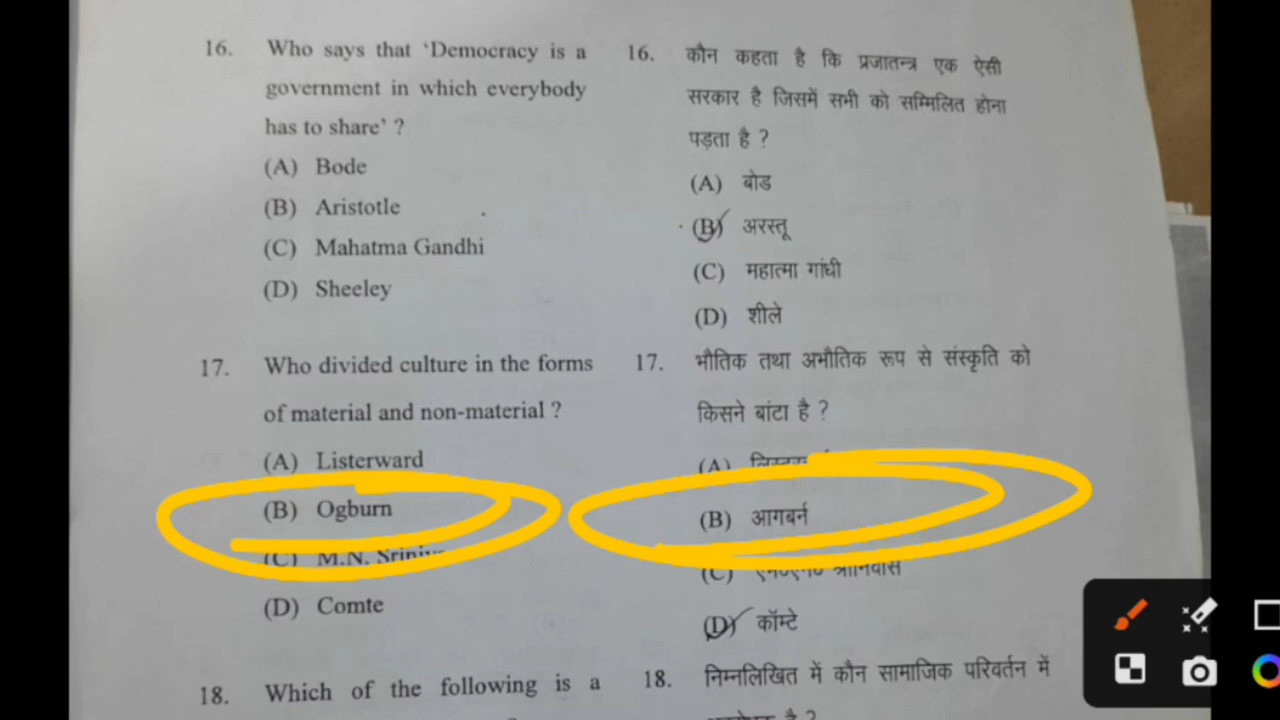 16. Who says that ‘Democracy is a
government in which everybody
has to share’ ?
(A) Bode
(B) Aristotle
(C) Mahatma Gandhi
(D) Sheeley
17. Who divided culture in the forms
of material and non-material ?
(A) Listerward
(B) Ogburn
(C) M.N.
(D) Comte
18. Which of the following is a
16. कौन कहता है कि प्रजातन्त्र एक ऐसी
सरकार है जिसमें सभी को सम्मिलित होना
पड़ता है ?
(A) बोड
(B) अरस्तू
(C) महात्मा गांधी
(D) शीले
17. भौतिक तथा अभौतिक रूप से संस्कृति को
किसने बांटा है ?
(A)
(B) आगबर्न
(C) एम०एन० श्रीनिवास
(D) कॉम्टे
18. निम्नलिखित में कौन सामाजिक परिवर्तन में